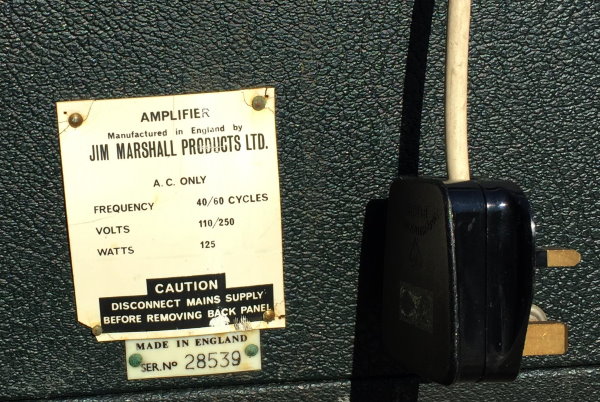 AMPLIFIER
Manufactured in England by
JIM MARSHALL PRODUCTS LTD.
A.C. ONLY
FREQUENCY 40/60 CYCLES
VOLTS 110/250
WATTS 125
CAUTION
DISCONNECT MAINS SUPPLY
BEFORE REMOVING BACK PANEL
MADE IN ENGLAND
SER.Nº 28539